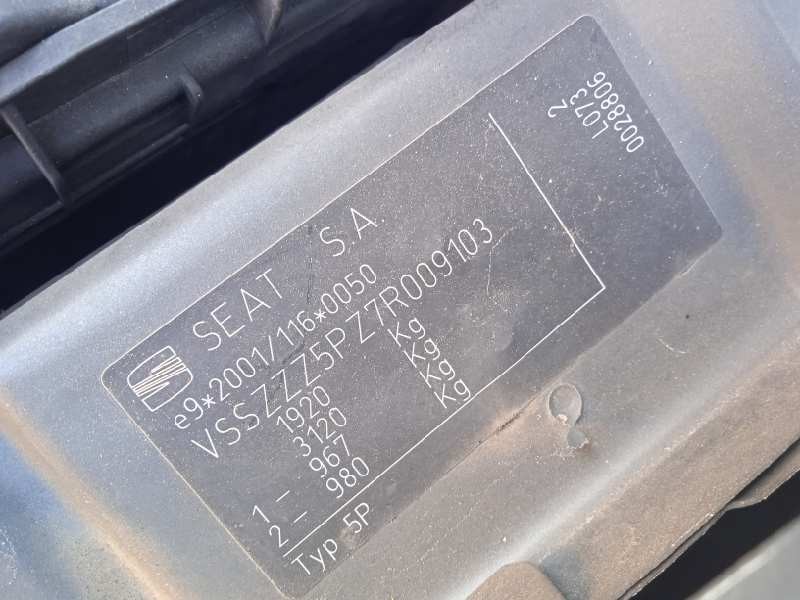 SEAT S.A.
e9*2001/116*0050
VSSZZZ5PZ7R009103
1920 Kg
3120 Kg
1 – 967 Kg
2 – 980 Kg
Typ 5P
2
L073
0028806